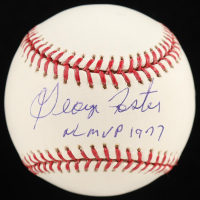 George Foster
NL MVP 1977